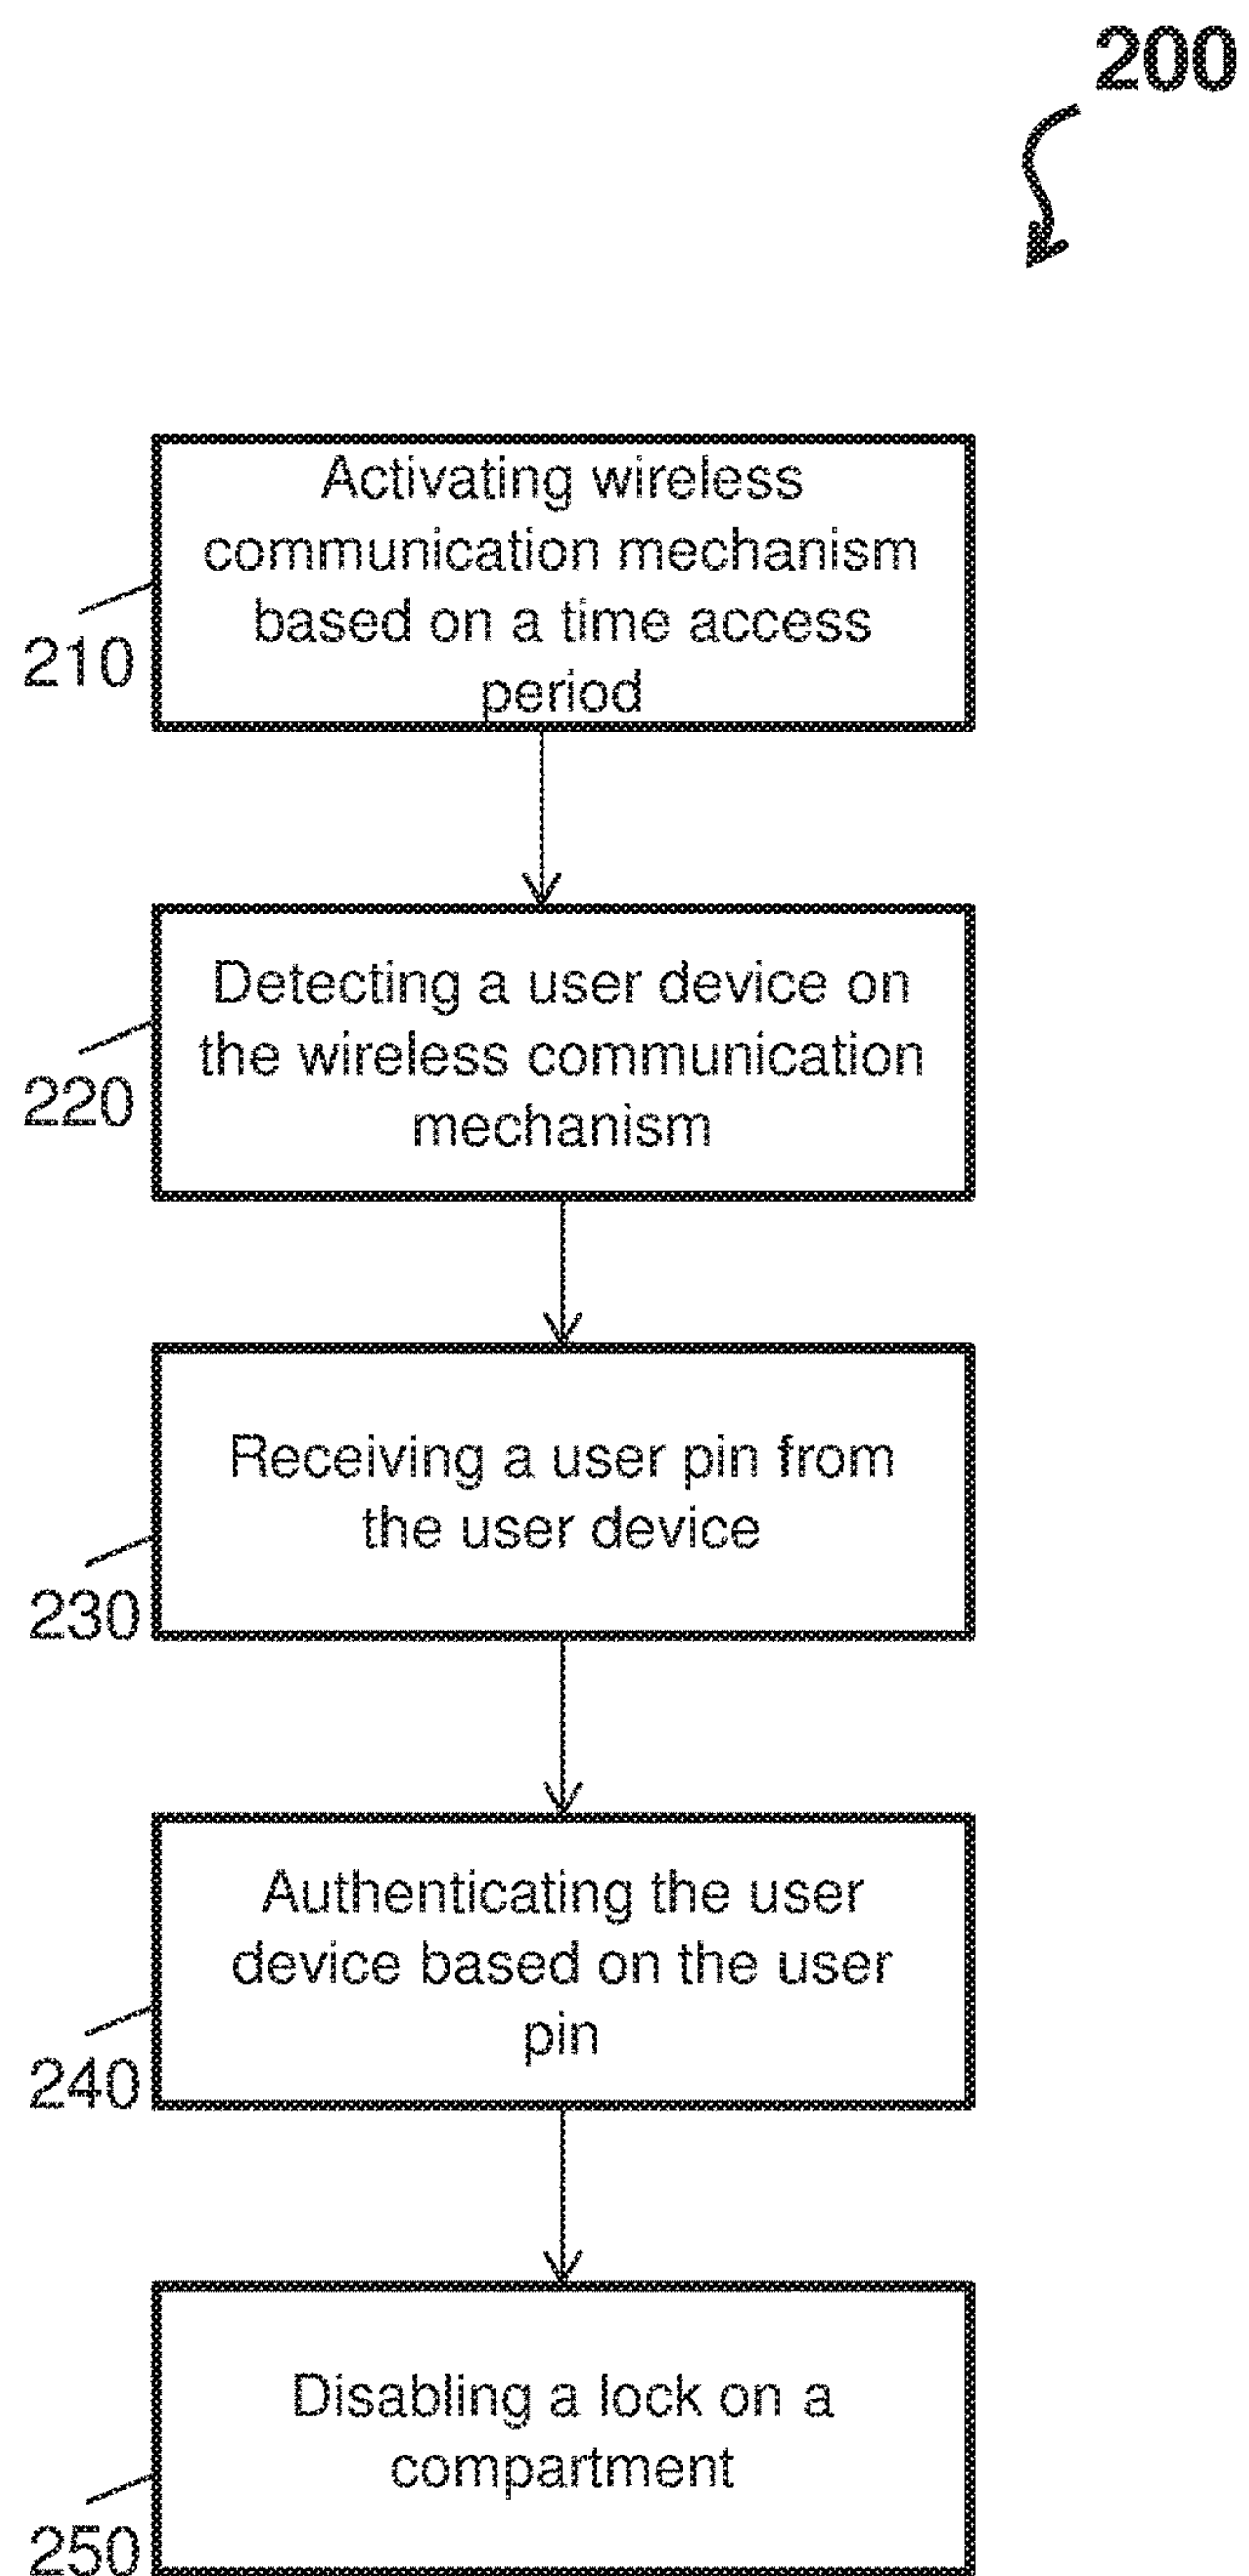 200
Activating wireless
communication mechanism
based on a time access
period
210
Detecting a user device on
the wireless communication
mechanism
220
Receiving a user pin from
the user device
230
Authenticating the user
device based on the user
pin
240
Disabling a lock on a
compartment
250